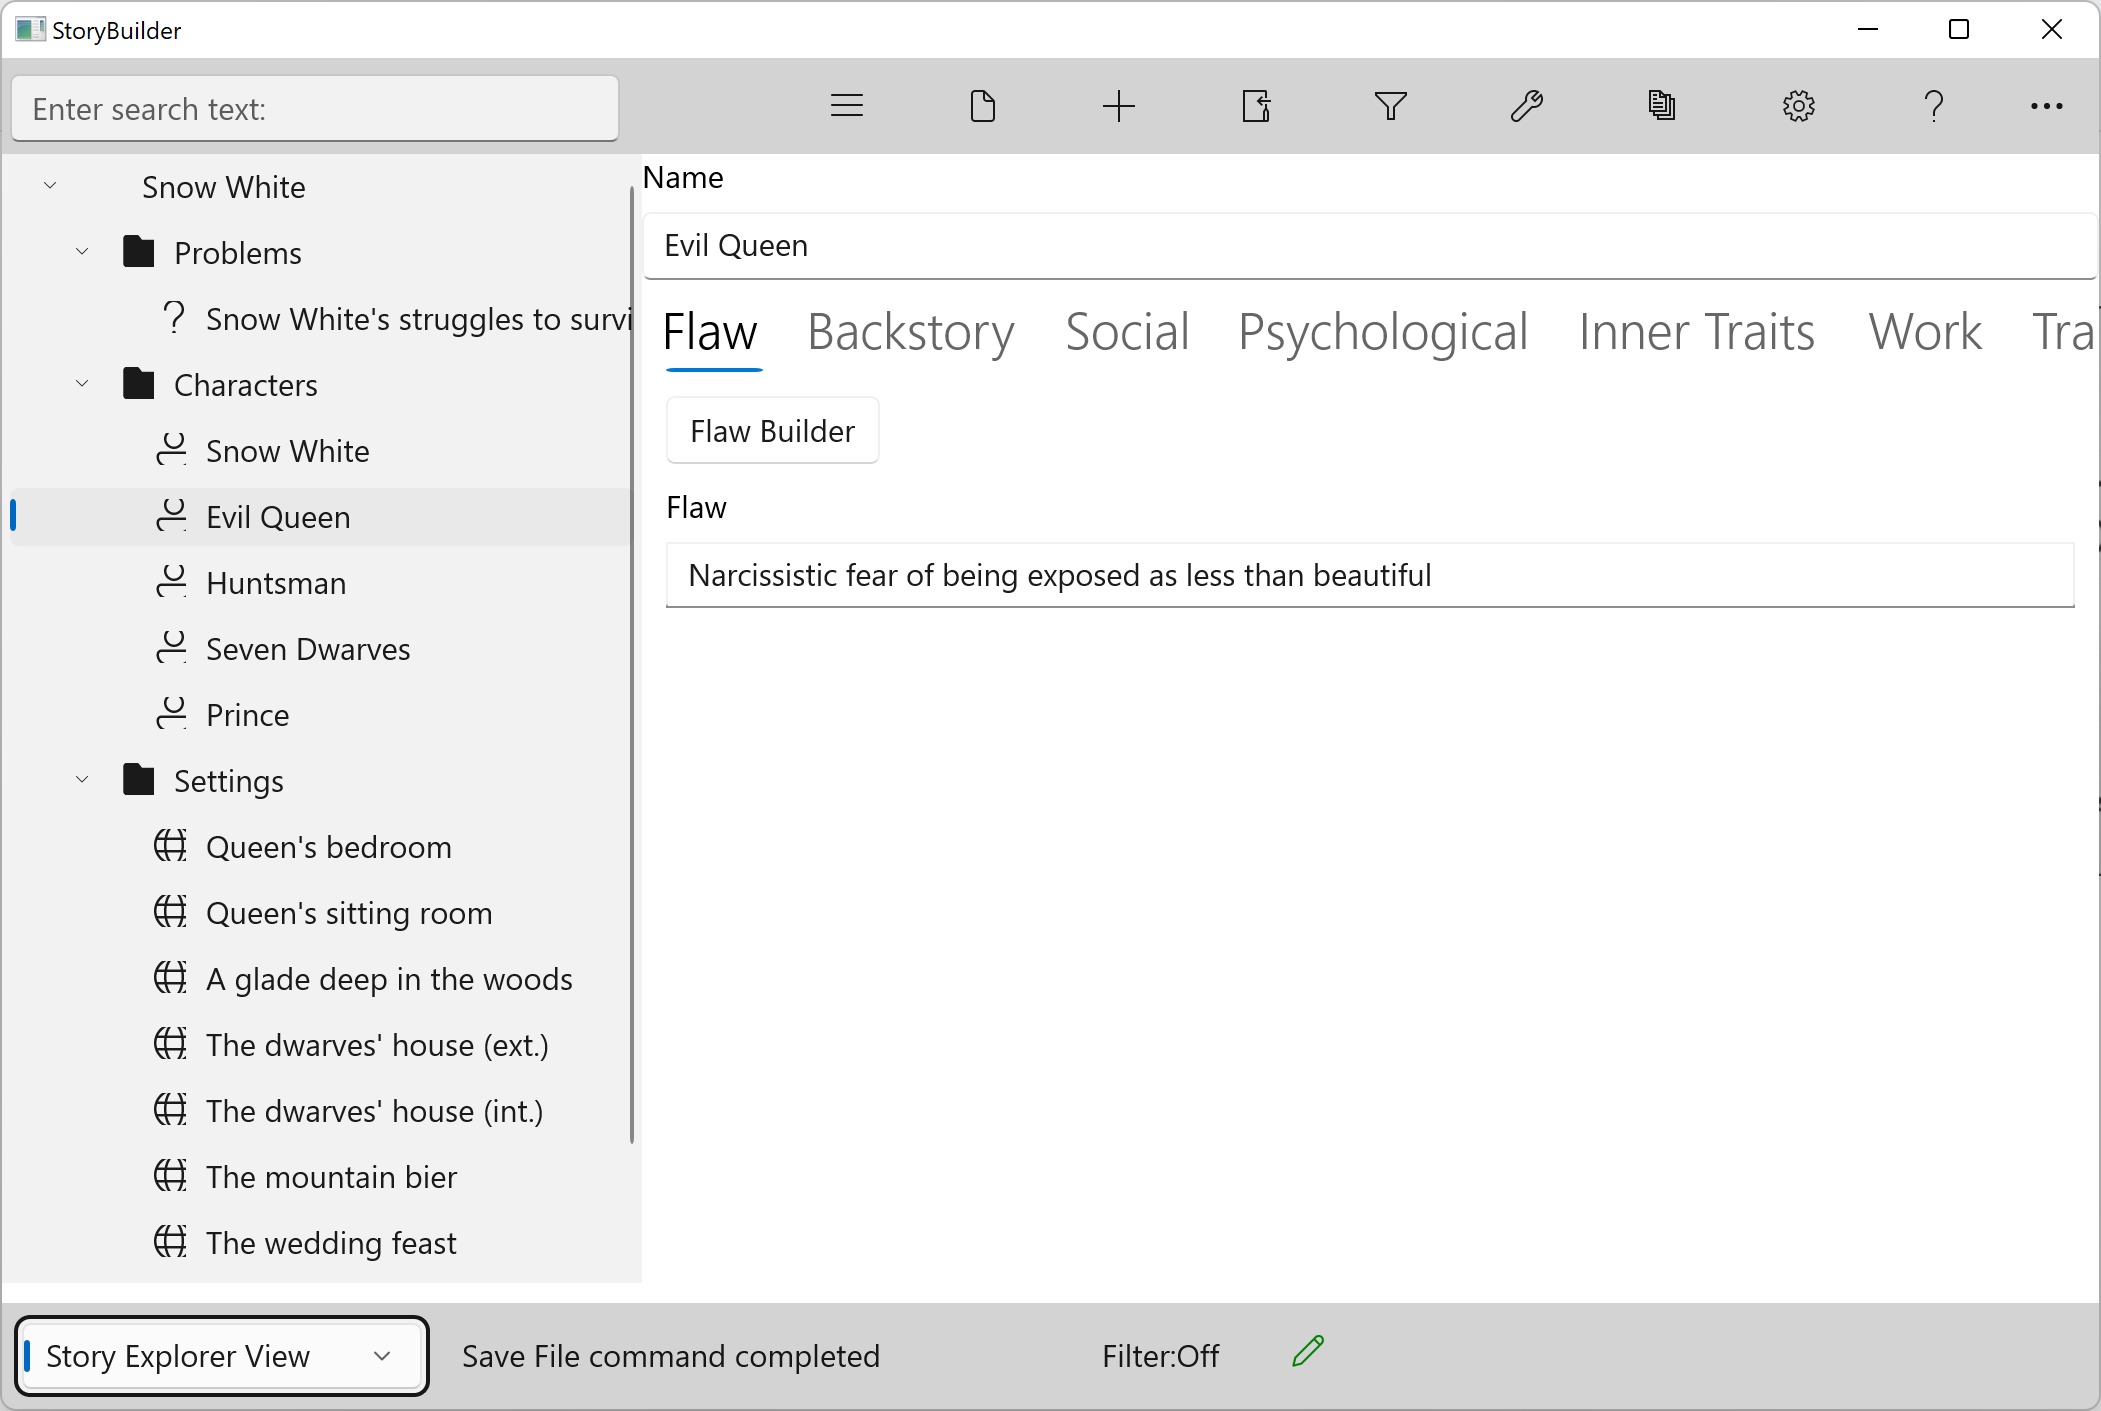 StoryBuilder
Enter search text:
Snow White
Problems
Snow White's struggles to survi
Characters
Snow White
Evil Queen
Huntsman
Seven Dwarves
Prince
Settings
Queen's bedroom
Queen's sitting room
A glade deep in the woods
The dwarves' house (ext.)
The dwarves' house (int.)
The mountain bier
The wedding feast
Name
Evil Queen
Flaw Backstory Social Psychological Inner Traits Work Tra
Flaw Builder
Flaw
Narcissistic fear of being exposed as less than beautiful
Story Explorer View Save File command completed Filter:Off